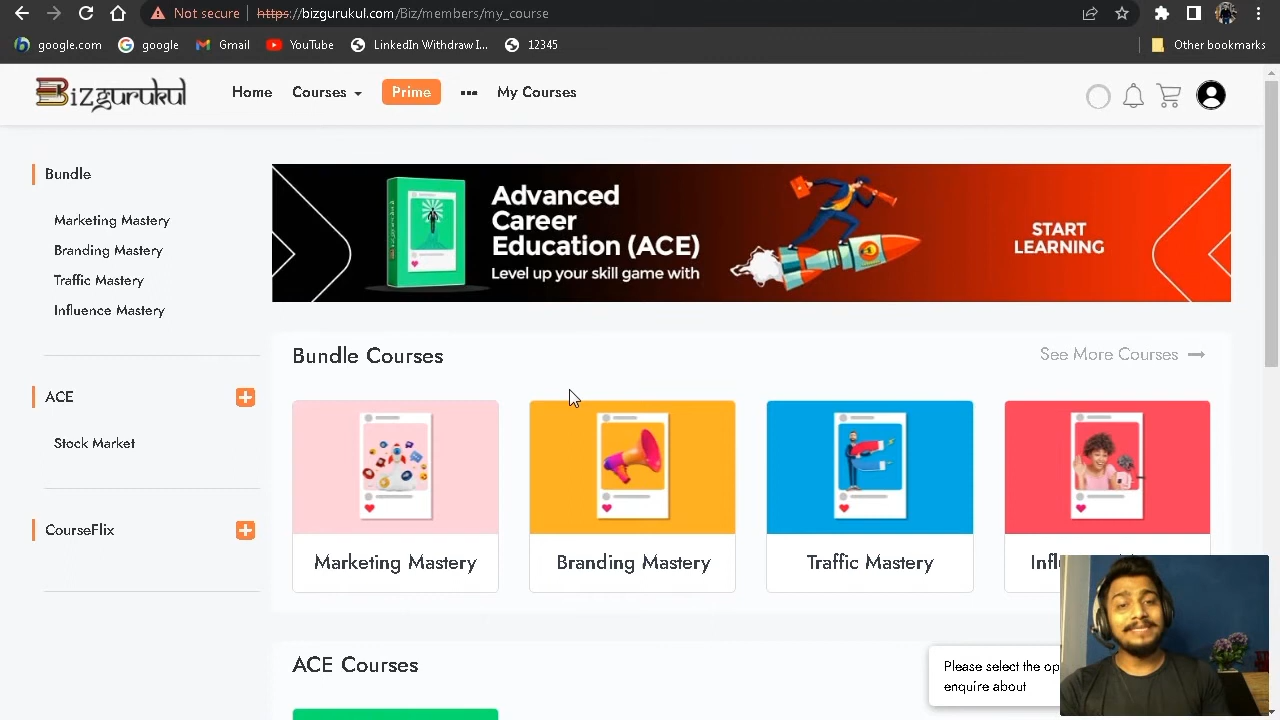 Not secure
https://bizgurukul.com/Biz/members/my_course
google.com
google
Gmail
YouTube
LinkedIn Withdraw I...
12345
Other bookmarks
Bizgurukul
Home
Courses
Prime
My Courses
Bundle
Marketing Mastery
Branding Mastery
Traffic Mastery
Influence Mastery
ACE
Stock Market
CourseFlix
Advanced
Career
Education (ACE)
Level up your skill game with
START
LEARNING
Bundle Courses
See More Courses
Marketing Mastery
Branding Mastery
Traffic Mastery
ACE Courses
Please select the op
enquire about